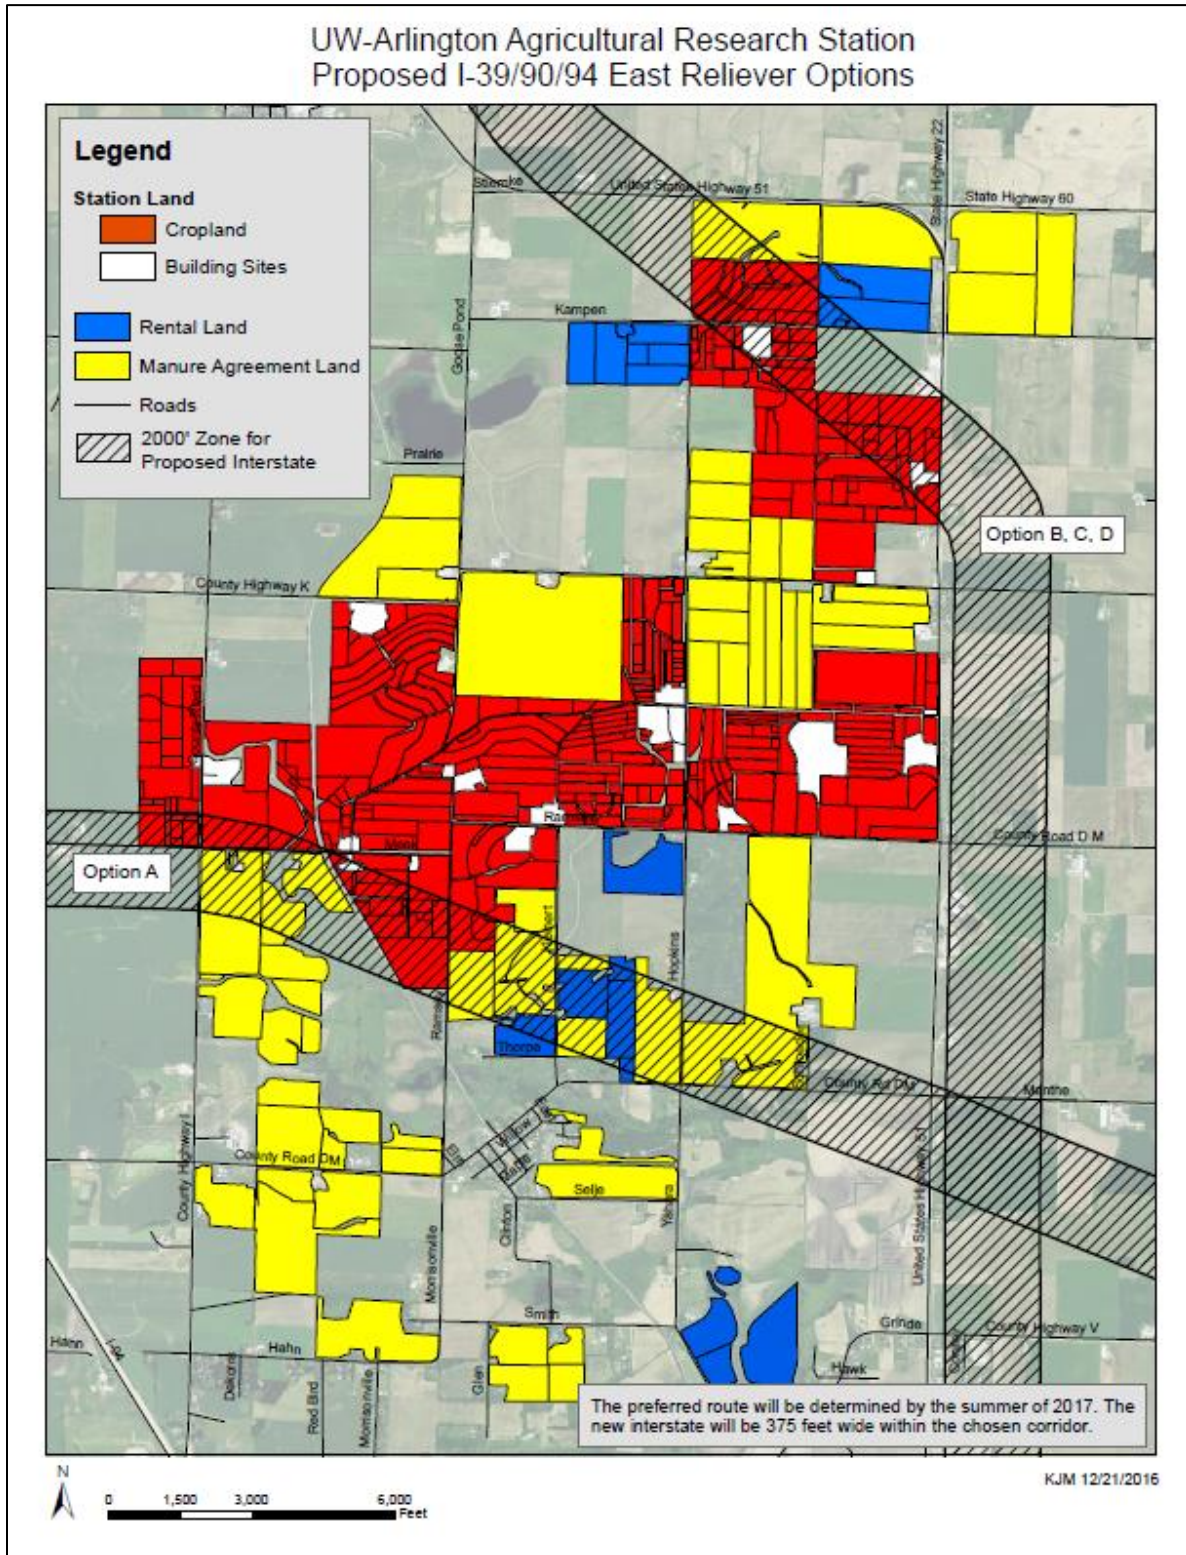 UW-Arlington Agricultural Research Station
Proposed I-39/90/94 East Reliever Options
Legend
Station Land
Cropland
Building Sites
Rental Land
Manure Agreement Land
Roads
2000' Zone for
Proposed Interstate
State Highway 22
United States Highway 51
State Highway 60
Goose Pond
Kampen
Prairie
Option B, C, D
County Highway K
County Road D M
Meek
Option A
Hopkins
Thorpe
County Rd DM
Menthe
County Highway I
County Road DM
Willow
Selje
Clinton
Yahara
United States Highway 51
Morrisonville
Smith
Grinde
County Highway V
Hahn
I-94
Hahn
Hawk
Dekorra
Red Bird
Morrisonville
Glen
The preferred route will be determined by the summer of 2017. The
new interstate will be 375 feet wide within the chosen corridor.
N
KJM 12/21/2016
0 1,500 3,000 6,000
Feet